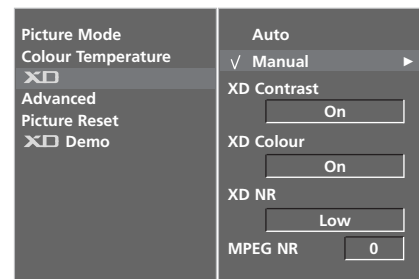 Picture Mode
Colour Temperature
XD
Advanced
Picture Reset
XD Demo
Auto
√ Manual ►
XD Contrast
On
XD Colour
On
XD NR
Low
MPEG NR 0